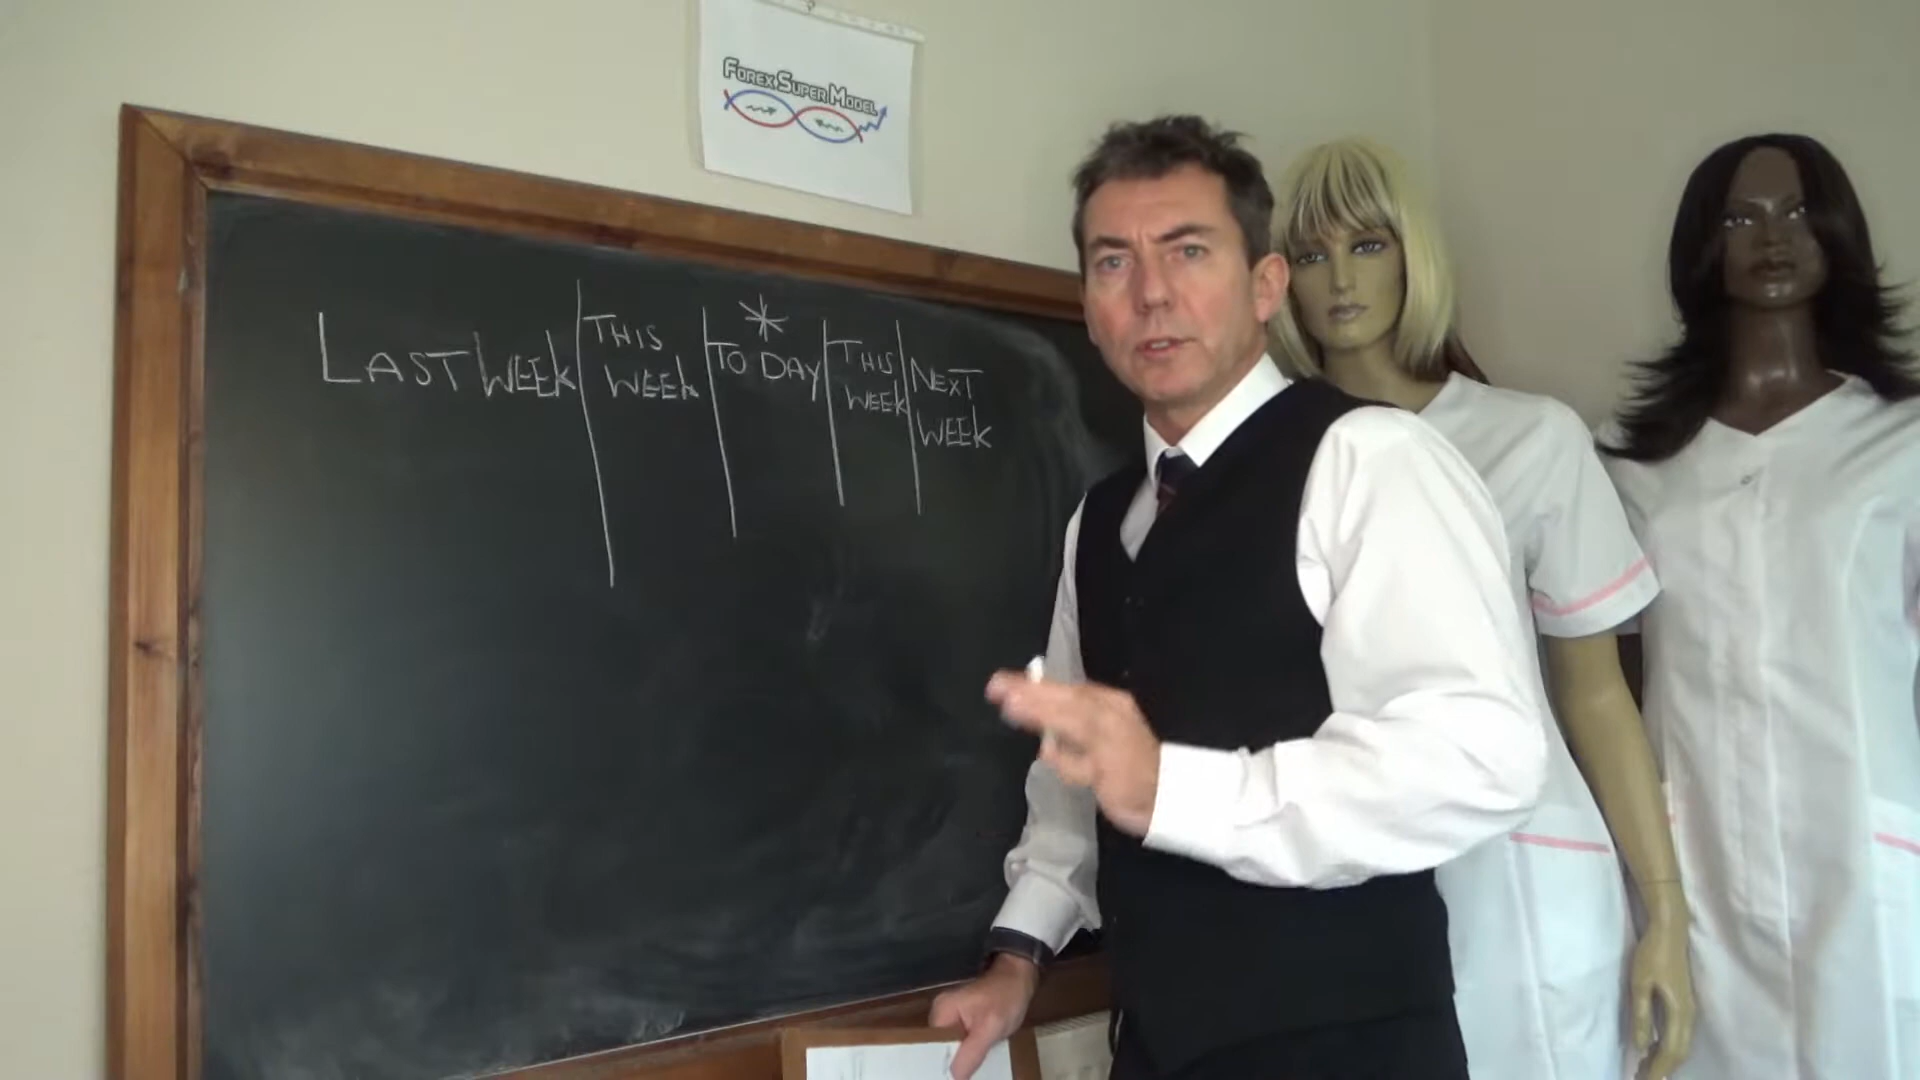 FOREX SUPER MODEL
LAST WEEK
THIS
WEEK
*
TO DAY
THIS
WEEK
NEXT
WEEK